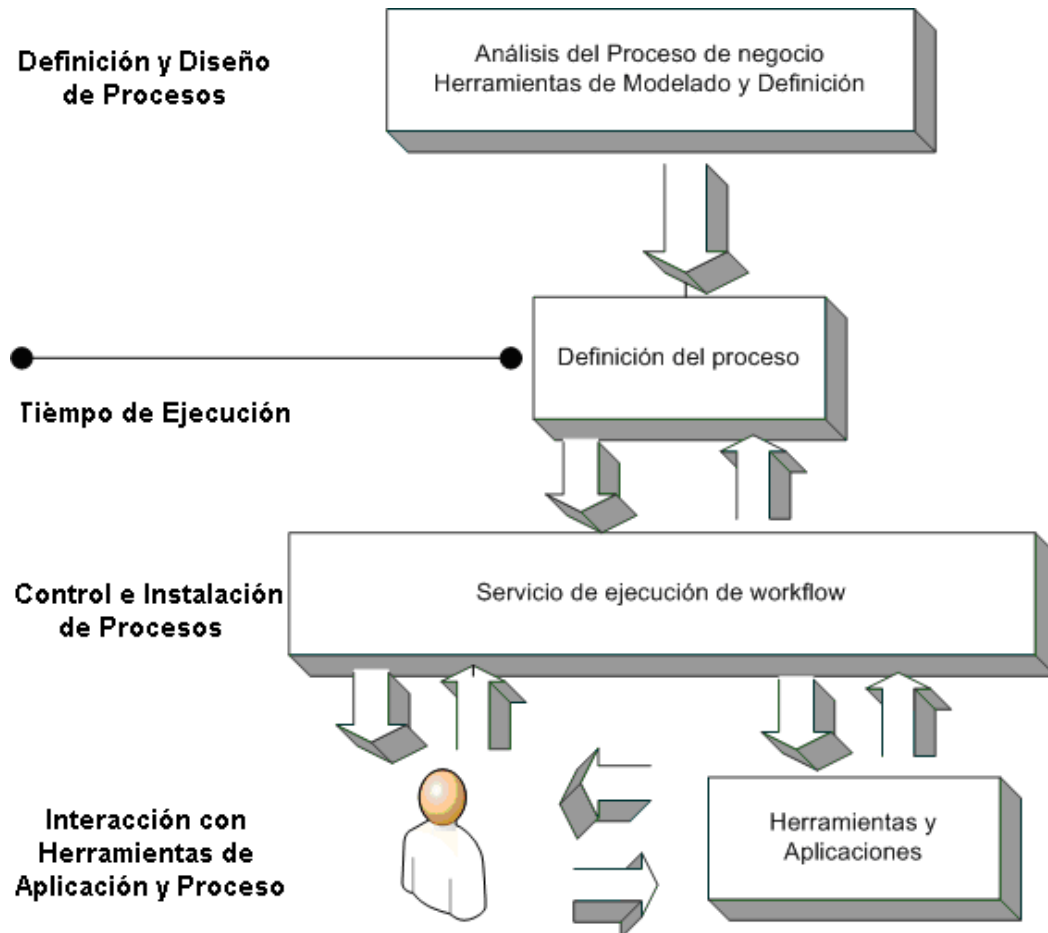 Definición y Diseño
de Procesos
Análisis del Proceso de negocio
Herramientas de Modelado y Definición
Definición del proceso
Tiempo de Ejecución
Servicio de ejecución de workflow
Control e Instalación
de Procesos
Interacción con
Herramientas de
Aplicación y Proceso
Herramientas y
Aplicaciones